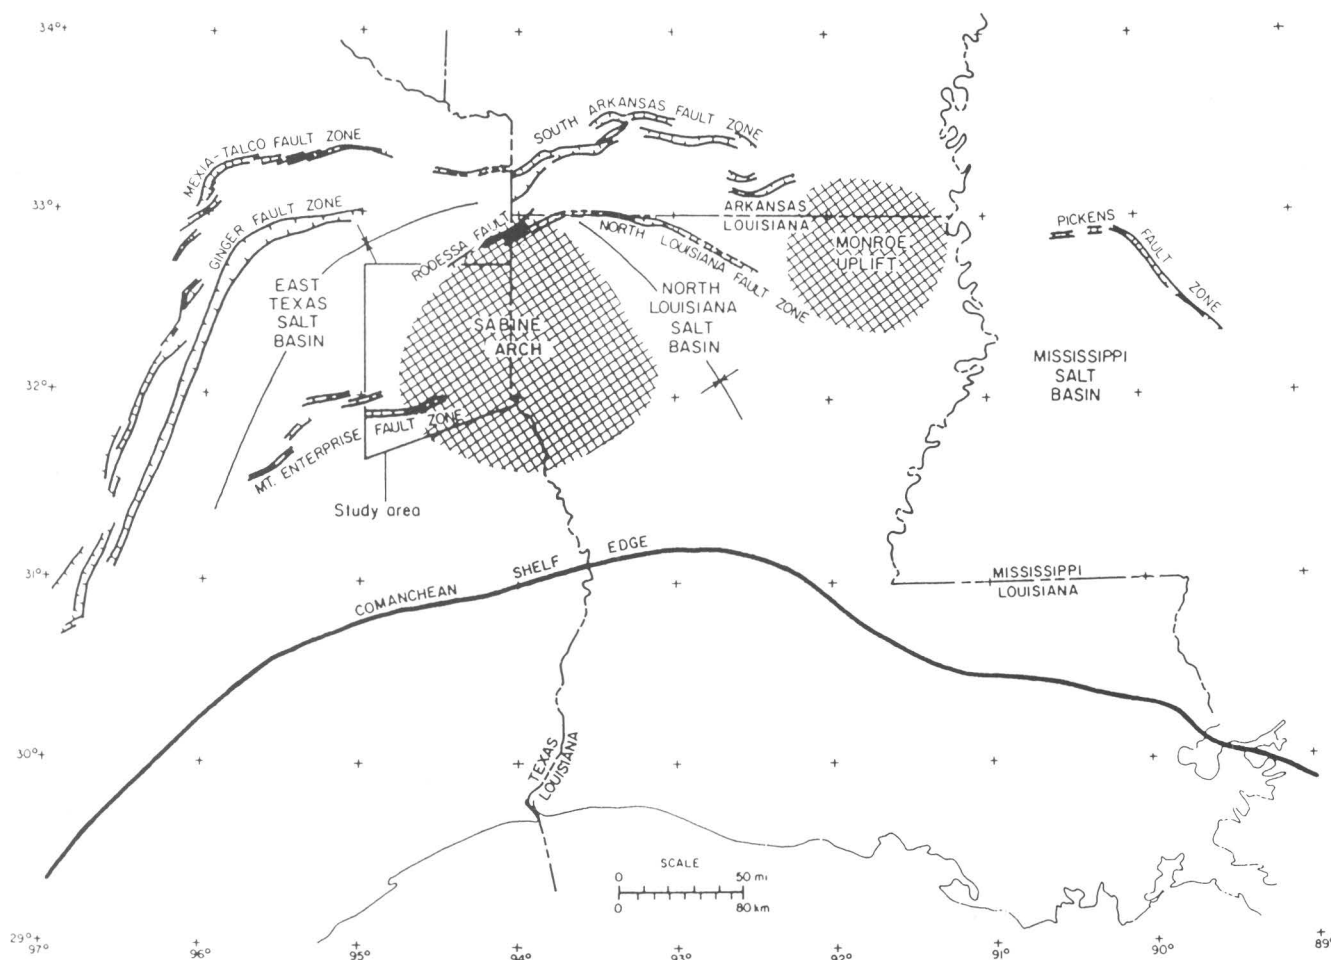 34°
SOUTH ARKANSAS FAULT ZONE
MEXIA-TALCO FAULT ZONE
33°
GINGER FAULT ZONE
ARKANSAS
LOUISIANA
PICKENS FAULT ZONE
RODESSA FAULT
NORTH LOUISIANA FAULT ZONE
MONROE
UPLIFT
EAST
TEXAS
SALT
BASIN
NORTH
LOUISIANA
SALT
BASIN
SABINE
ARCH
MISSISSIPPI
SALT
BASIN
32°
MT. ENTERPRISE FAULT ZONE
Study area
31°
COMANCHEAN SHELF EDGE
MISSISSIPPI
LOUISIANA
30°
TEXAS
LOUISIANA
SCALE
0 50 mi
0 80 km
29°
97° 96° 95° 94° 93° 92° 91° 90° 89°